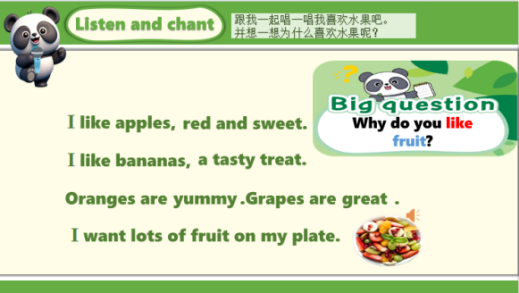 Listen and chant
跟我一起唱一唱我喜欢水果吧。
并想一想为什么喜欢水果呢？
Big question
Why do you like
fruit?
I like apples, red and sweet.
I like bananas, a tasty treat.
Oranges are yummy.Grapes are great .
I want lots of fruit on my plate.